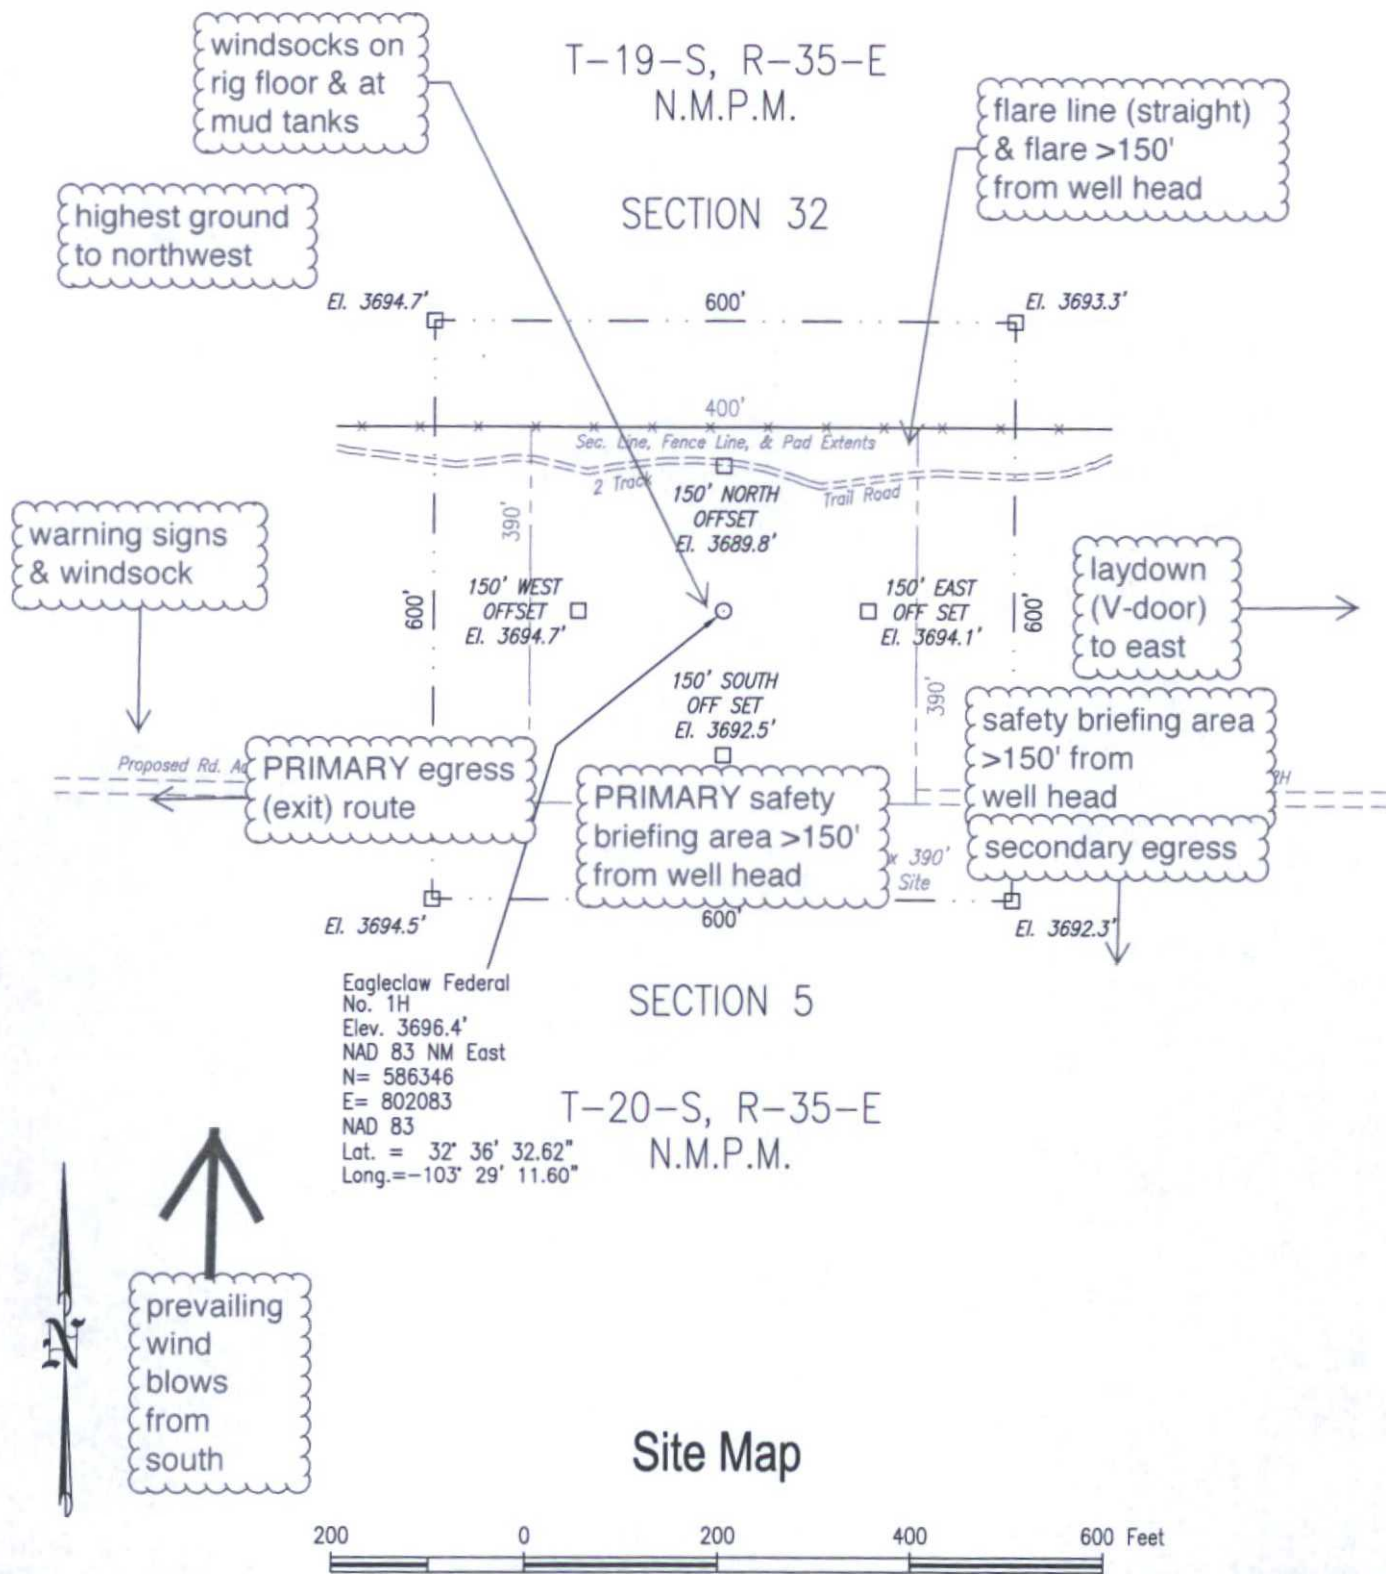 windsocks on
rig floor & at
mud tanks
T-19-S, R-35-E
N.M.P.M.
flare line (straight)
& flare >150'
from well head
highest ground
to northwest
SECTION 32
El. 3694.7'
600'
El. 3693.3'
400'
Sec. Line, Fence Line, & Pad Extents
2 Track
Trail Road
150' NORTH
OFFSET
El. 3689.8'
390'
warning signs
& windsock
600'
150' WEST
OFFSET
El. 3694.7'
150' EAST
OFF SET
El. 3694.1'
600'
laydown
(V-door)
to east
150' SOUTH
OFF SET
El. 3692.5'
390'
safety briefing area
>150' from
well head
Proposed Rd.
PRIMARY egress
(exit) route
PRIMARY safety
briefing area >150'
from well head
secondary egress
x 390'
Site
El. 3694.5'
600'
El. 3692.3'
Eagleclaw Federal
No. 1H
Elev. 3696.4'
NAD 83 NM East
N= 586346
E= 802083
NAD 83
Lat. = 32° 36' 32.62"
Long.=-103° 29' 11.60"
SECTION 5
T-20-S, R-35-E
N.M.P.M.
N
prevailing
wind
blows
from
south
Site Map
200 0 200 400 600 Feet